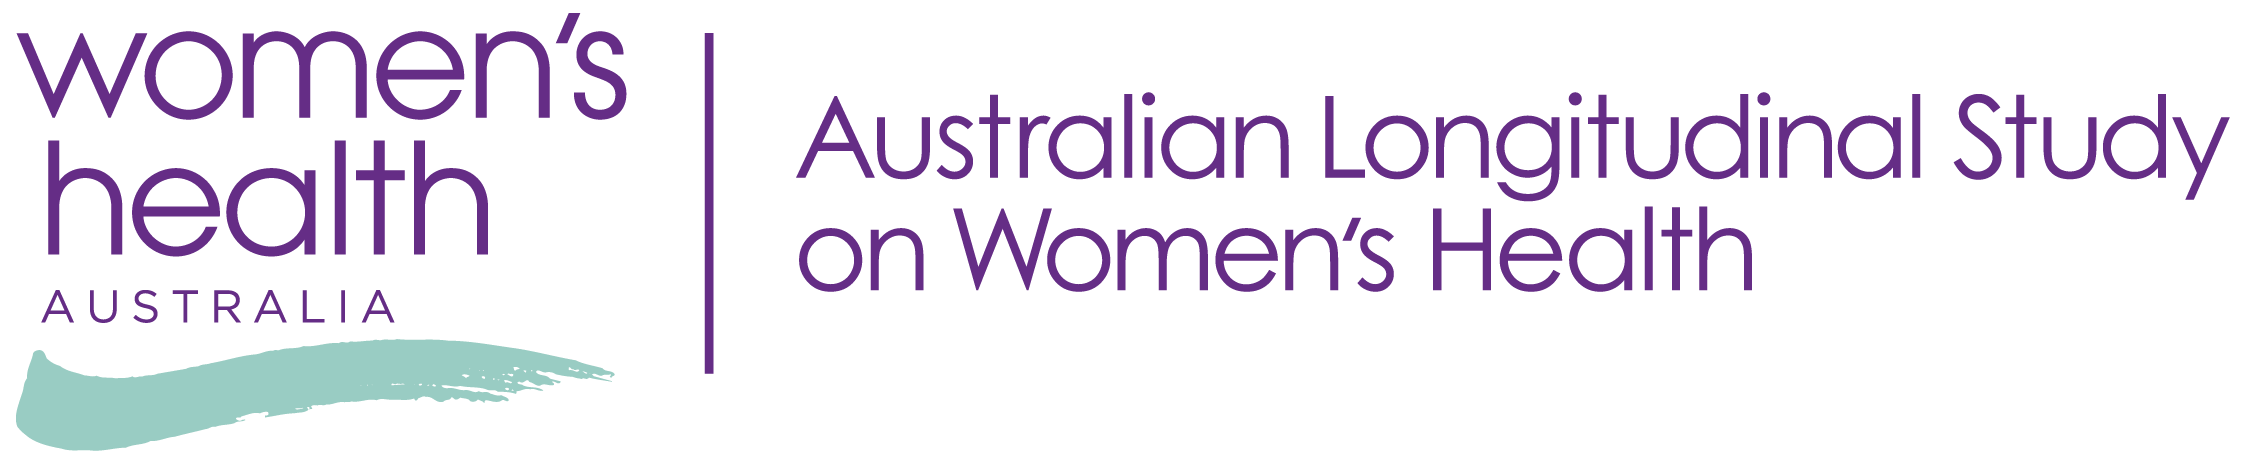 women's
health
AUSTRALIA
Australian Longitudinal Study
on Women's Health